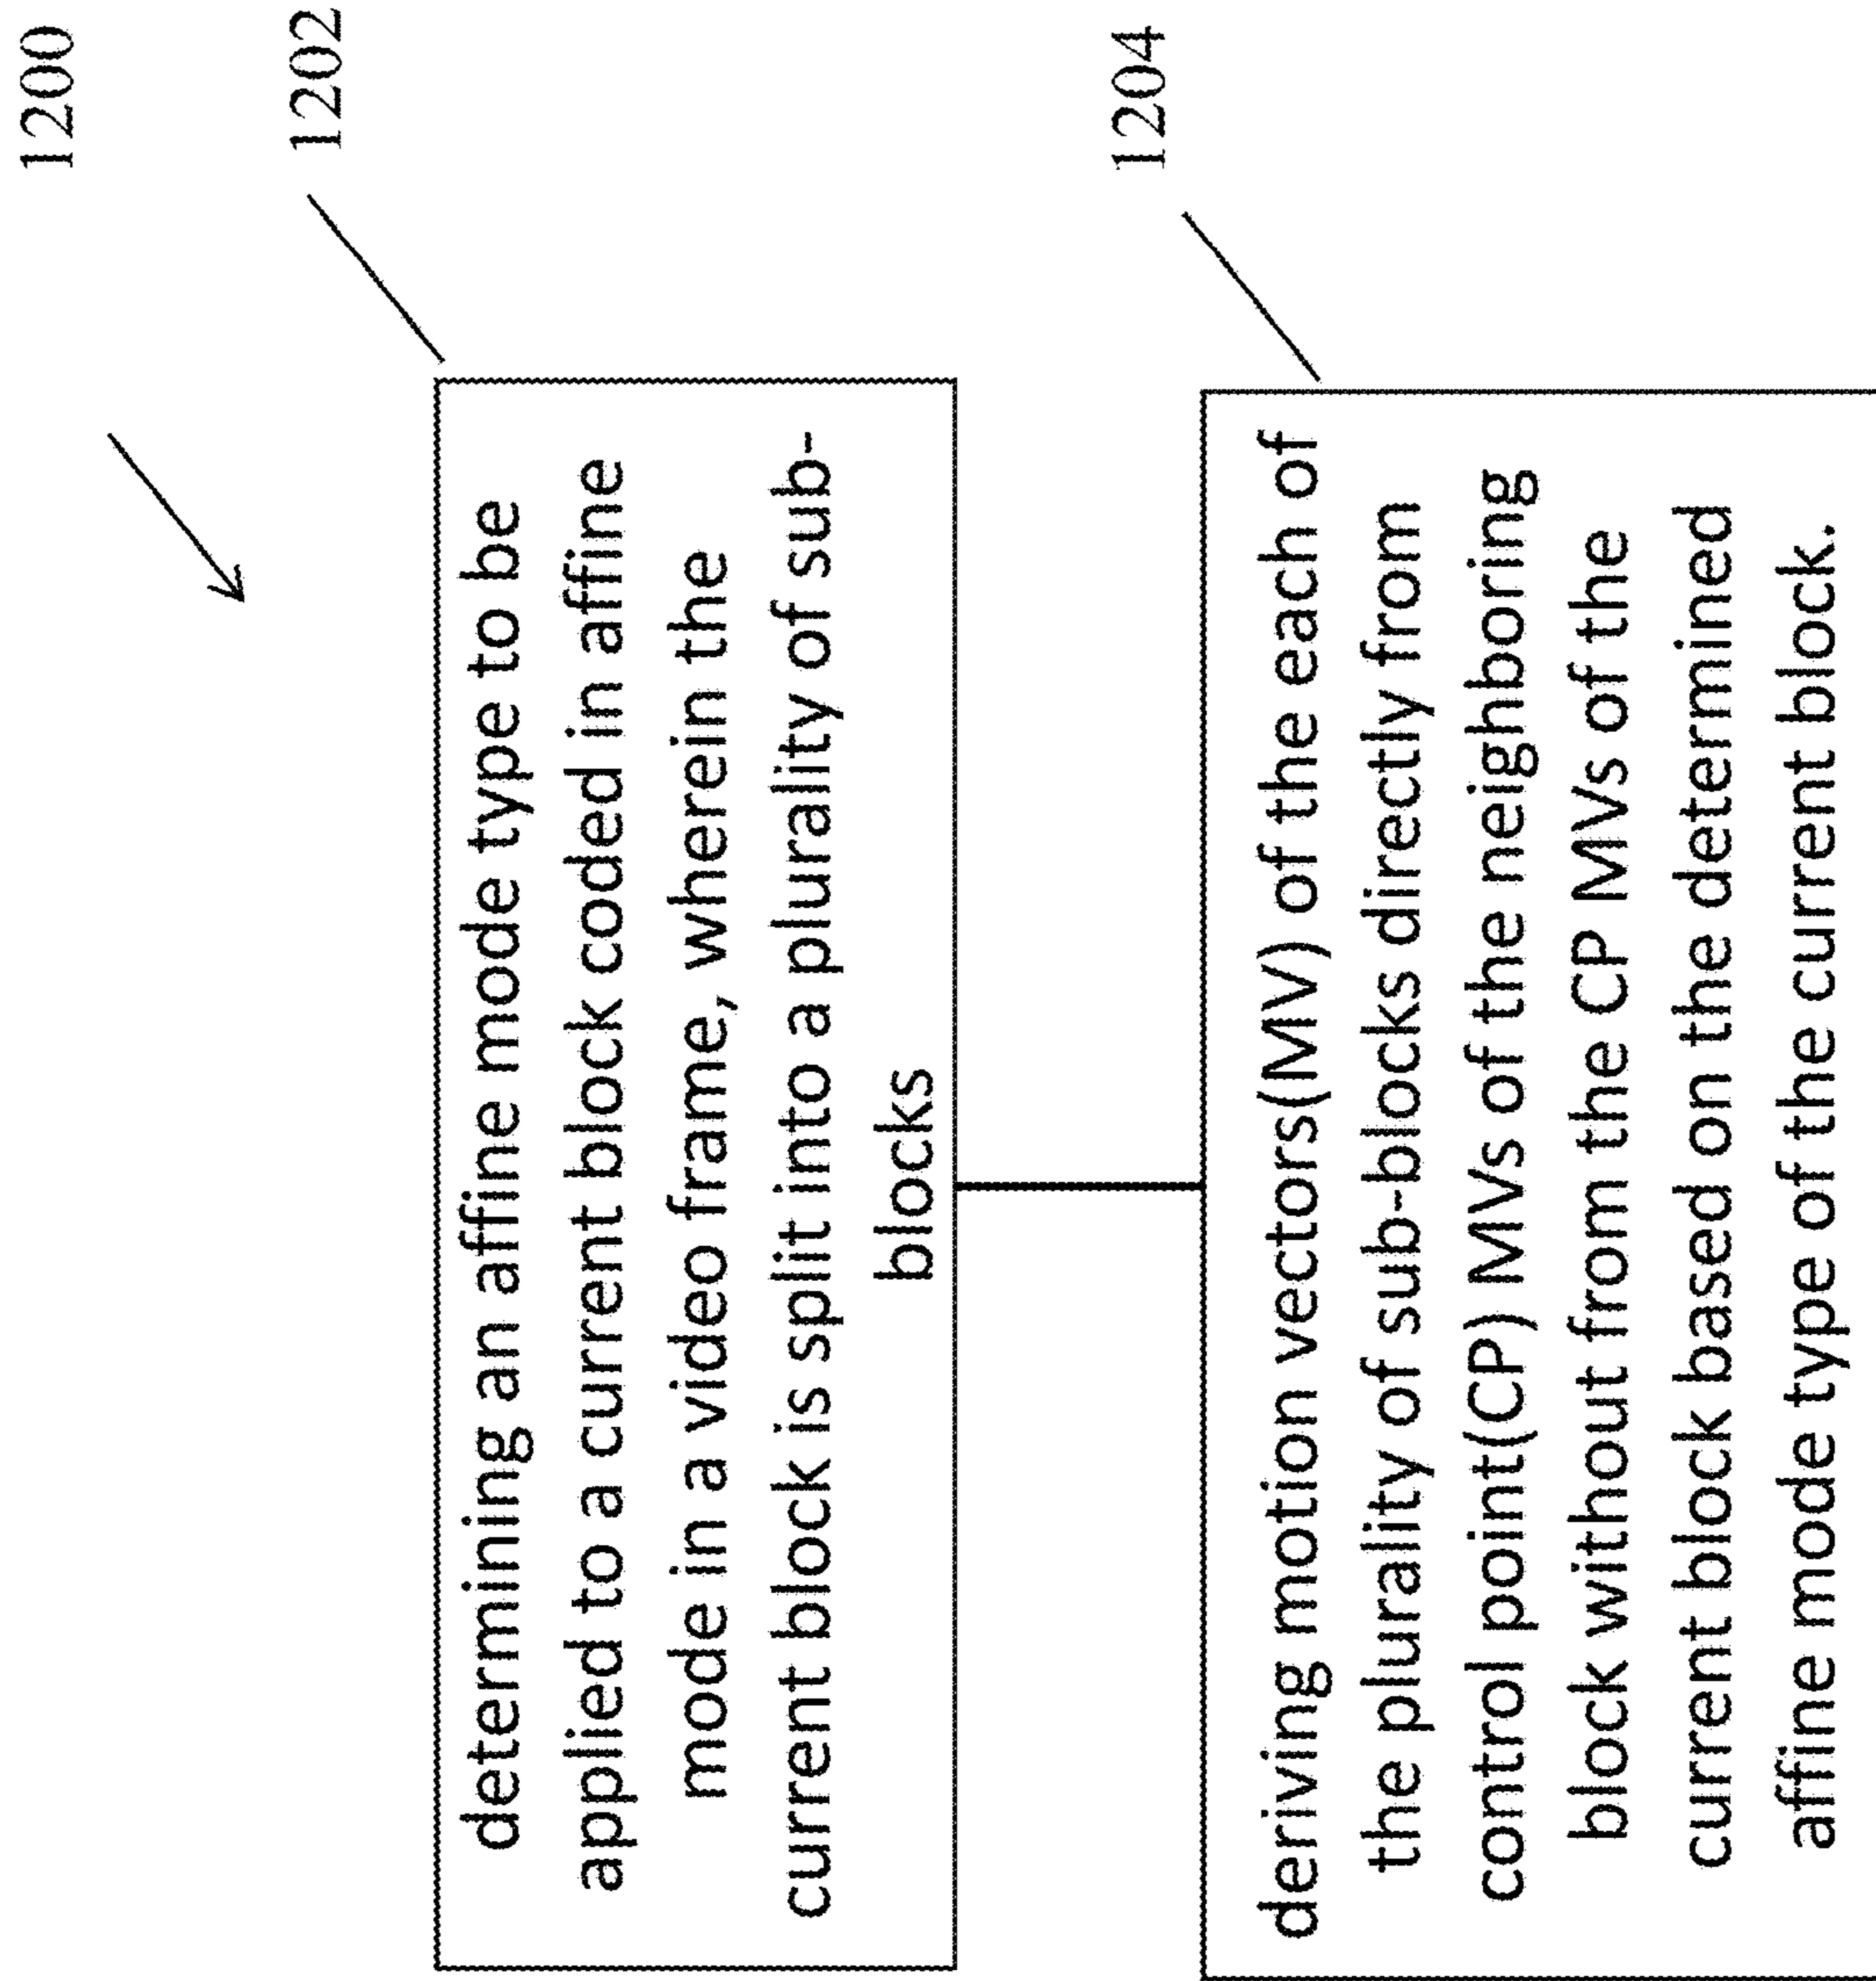 1200
1202
determining an affine mode type to be
applied to a current block coded in affine
mode in a video frame, wherein the
current block is split into a plurality of sub-
blocks
1204
deriving motion vectors(MV) of the each of
the plurality of sub-blocks directly from
control point(CP) MVs of the neighboring
block without from the CP MVs of the
current block based on the determined
affine mode type of the current block.